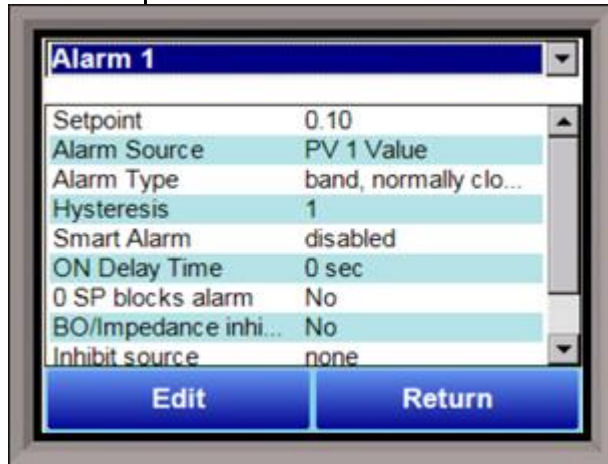 Alarm 1
Setpoint 0.10
Alarm Source PV 1 Value
Alarm Type band, normally clo...
Hysteresis 1
Smart Alarm disabled
ON Delay Time 0 sec
0 SP blocks alarm No
BO/Impedance inhi... No
Inhibit source none
Edit Return